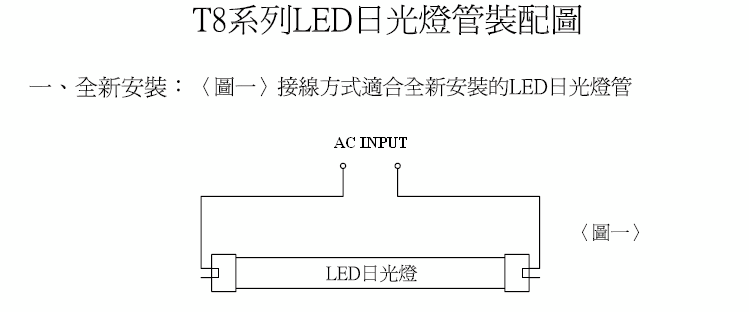 T8系列LED日光燈管裝配圖
一、全新安裝：〈圖一〉接線方式適合全新安裝的LED日光燈管
AC INPUT
〈圖一〉
LED日光燈